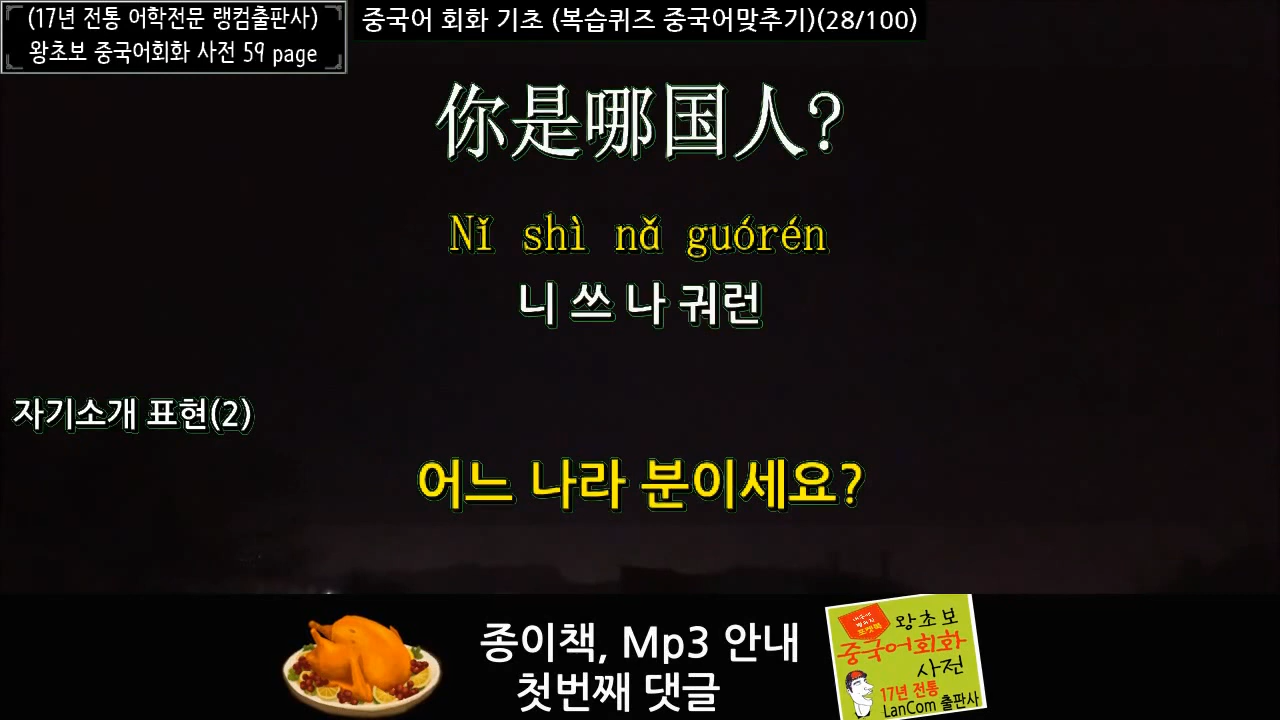 (17년 전통 어학전문 랭컴출판사)
왕초보 중국어회화 사전 59 page
중국어 회화 기초 (복습퀴즈 중국어맞추기)(28/100)
你是哪国人?
Nǐ shì nǎ guórén
니 쓰 나 궈런
자기소개 표현(2)
어느 나라 분이세요?
종이책, Mp3 안내
첫번째 댓글
포켓북
왕초보
중국어회화
사전
17년 전통
LanCom 출판사